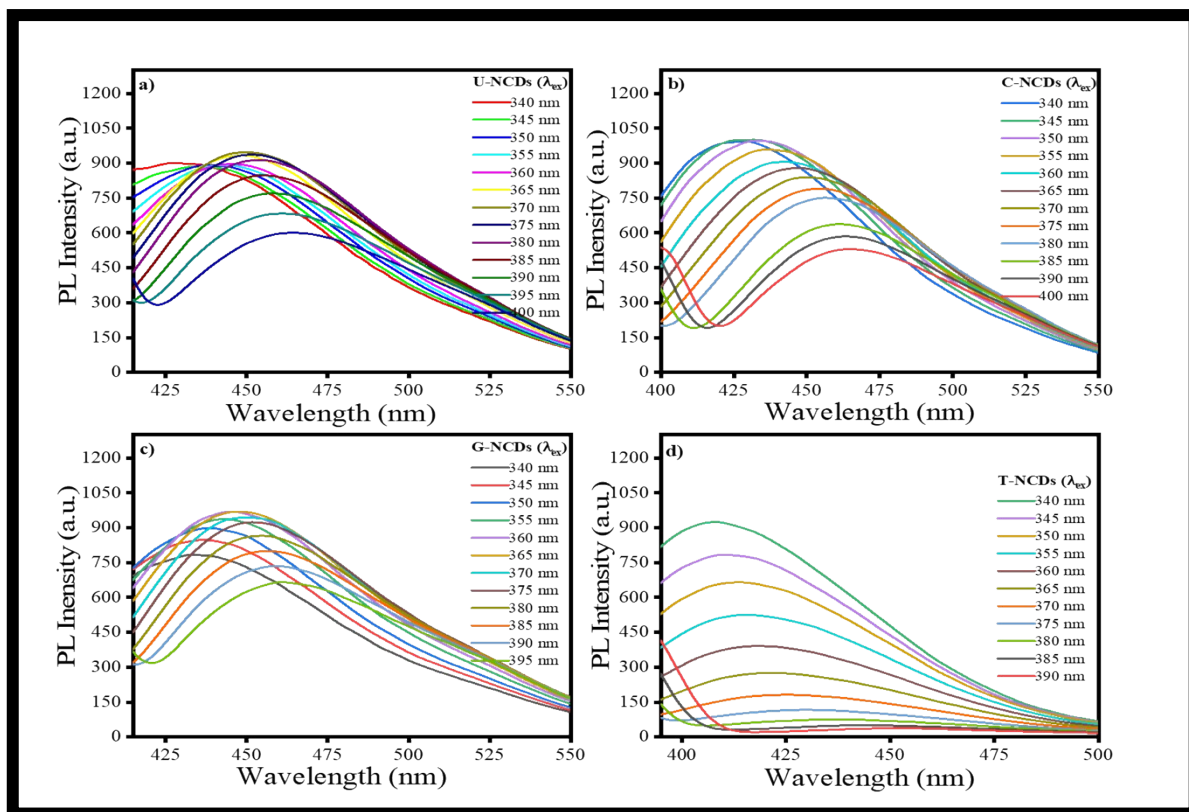 a)
U-NCDs (λex)
340 nm
345 nm
350 nm
355 nm
360 nm
365 nm
370 nm
375 nm
380 nm
385 nm
390 nm
395 nm
400 nm
1200
1050
900
750
600
450
300
150
0
PL Intensity (a.u.)
425 450 475 500 525 550
Wavelength (nm)
b)
C-NCDs (λex)
340 nm
345 nm
350 nm
355 nm
360 nm
365 nm
370 nm
375 nm
380 nm
385 nm
390 nm
400 nm
1200
1050
900
750
600
450
300
150
0
PL Inensity (a.u.)
400 425 450 475 500 550
Wavelength (nm)
c)
G-NCDs (λex)
340 nm
345 nm
350 nm
355 nm
360 nm
365 nm
370 nm
375 nm
380 nm
385 nm
390 nm
395 nm
1200
1050
900
750
600
450
300
150
0
PL Inensity (a.u.)
425 450 475 500 525 550
Wavelength (nm)
d)
T-NCDs (λex)
340 nm
345 nm
350 nm
355 nm
360 nm
365 nm
370 nm
375 nm
380 nm
385 nm
390 nm
1200
1050
900
750
600
450
300
150
0
PL Intensity (a.u.)
400 425 450 475 500
Wavelength (nm)